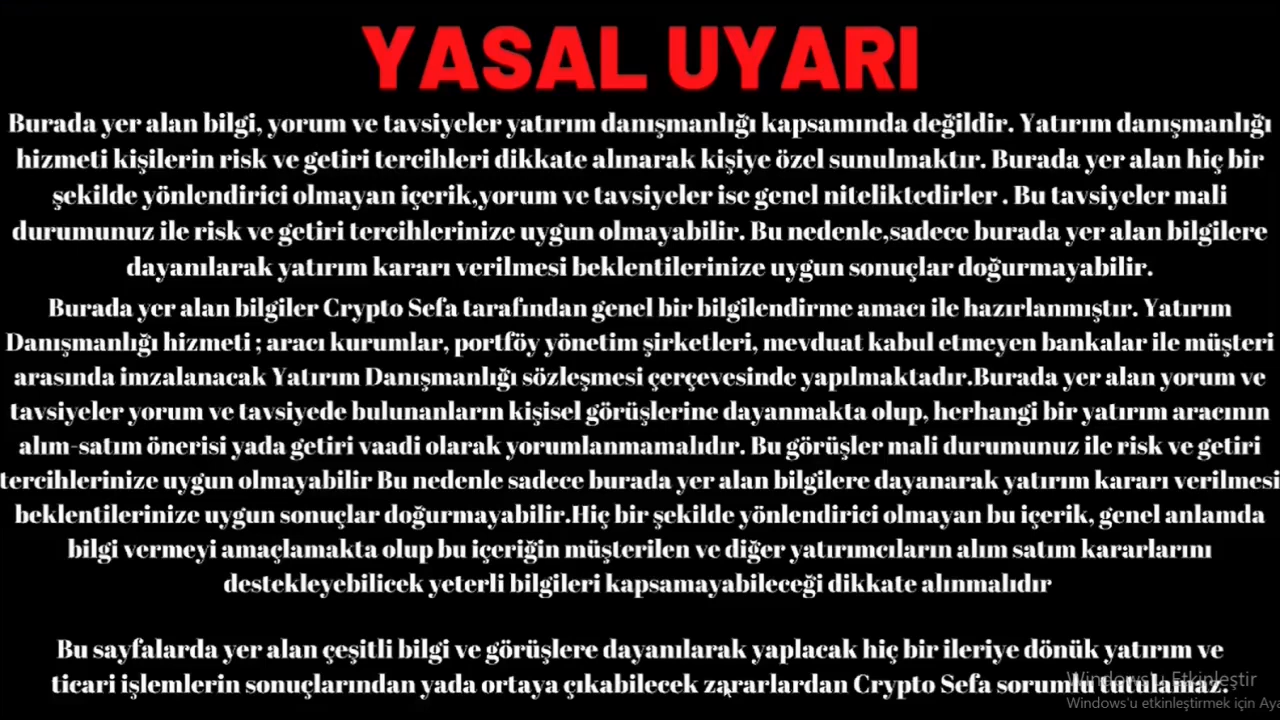 YASAL UYARI
Burada yer alan bilgi, yorum ve tavsiyeler yatırım danışmanlığı kapsamında değildir. Yatırım danışmanlığı
hizmeti kişilerin risk ve getiri tercihleri dikkate alınarak kişiye özel sunulmaktır. Burada yer alan hiç bir
şekilde yönlendirici olmayan içerik,yorum ve tavsiyeler ise genel niteliktedirler . Bu tavsiyeler mali
durumunuz ile risk ve getiri tercihlerinize uygun olmayabilir. Bu nedenle,sadece burada yer alan bilgilere
dayanılarak yatırım kararı verilmesi beklentilerinize uygun sonuçlar doğurmayabilir.
Burada yer alan bilgiler Crypto Sefa tarafından genel bir bilgilendirme amacı ile hazırlanmıştır. Yatırım
Danışmanlığı hizmeti ; aracı kurumlar, portföy yönetim şirketleri, mevduat kabul etmeyen bankalar ile müşteri
arasında imzalanacak Yatırım Danışmanlığı sözleşmesi çerçevesinde yapılmaktadır.Burada yer alan yorum ve
tavsiyeler yorum ve tavsiyede bulunanların kişisel görüşlerine dayanmakta olup, herhangi bir yatırım aracının
alım-satım önerisi yada getiri vaadi olarak yorumlanmamalıdır. Bu görüşler mali durumunuz ile risk ve getiri
tercihlerinize uygun olmayabilir Bu nedenle sadece burada yer alan bilgilere dayanarak yatırım kararı verilmesi
beklentilerinize uygun sonuçlar doğurmayabilir.Hiç bir şekilde yönlendirici olmayan bu içerik, genel anlamda
bilgi vermeyi amaçlamakta olup bu içeriğin müşterilen ve diğer yatırımcıların alım satım kararlarını
destekleyebilicek yeterli bilgileri kapsamayabileceği dikkate alınmalıdır
Bu sayfalarda yer alan çeşitli bilgi ve görüşlere dayanılarak yaplacak hiç bir ileriye dönük yatırım ve
ticari işlemlerin sonuçlarından yada ortaya çıkabilecek zararlardan Crypto Sefa sorumlu tutulamaz.
Windows'u Etkinleştir
Windows'u etkinleştirmek için Aya